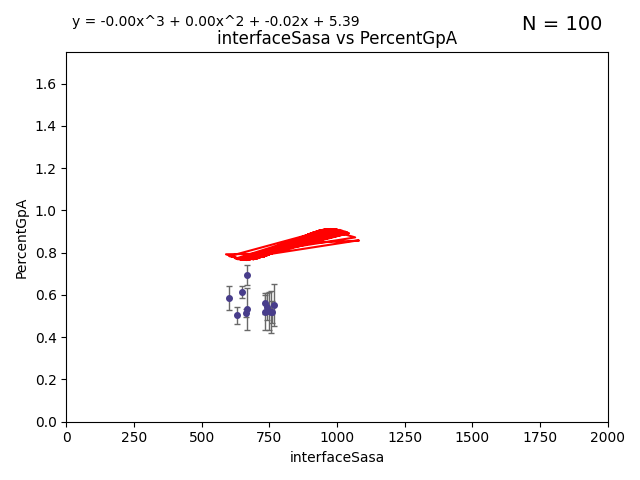 y = -0.00x^3 + 0.00x^2 + -0.02x + 5.39
N = 100
interfaceSasa vs PercentGpA
PercentGpA
1.6
1.4
1.2
1.0
0.8
0.6
0.4
0.2
0.0
0 250 500 750 1000 1250 1500 1750 2000
interfaceSasa